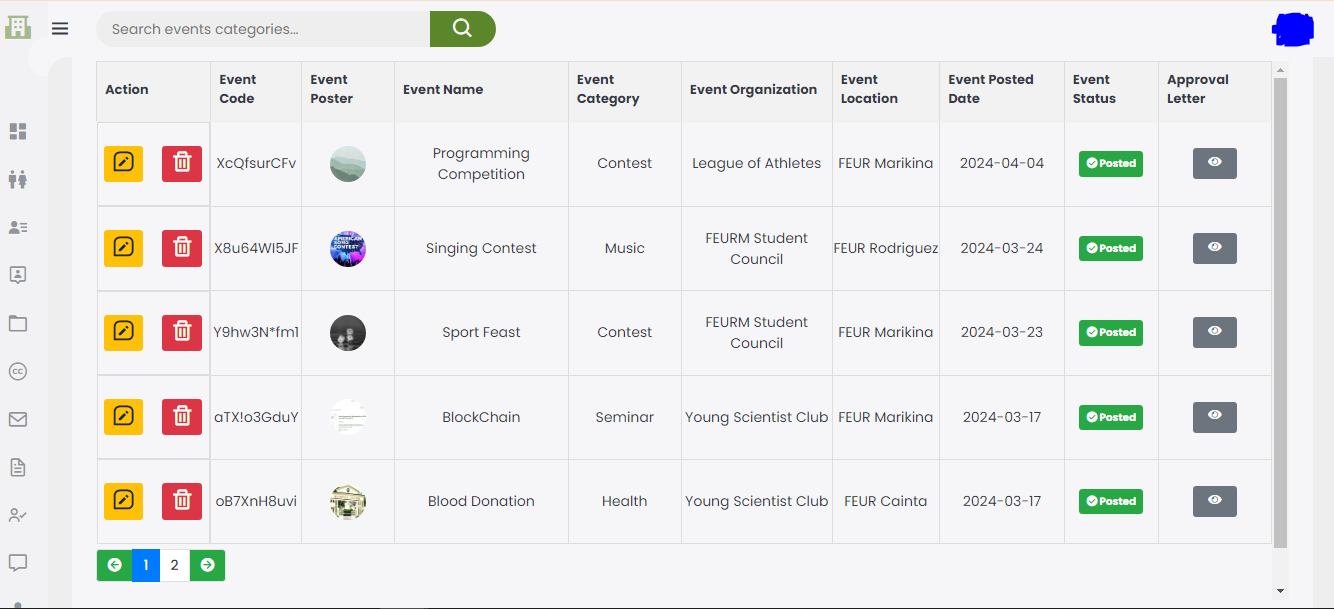 Search events categories...
Action
Event Code
Event Poster
Event Name
Event Category
Event Organization
Event Location
Event Posted Date
Event Status
Approval Letter
XcQfsurCFv
Programming
Competition
Contest
League of Athletes
FEUR Marikina
2024-04-04
Posted
X8u64WI5JF
AMERICAN
SONG
CONTEST
Singing Contest
Music
FEURM Student
Council
FEUR Rodriguez
2024-03-24
Posted
Y9hw3N*fm1
Sport Feast
Contest
FEURM Student
Council
FEUR Marikina
2024-03-23
Posted
aTX!o3GduY
BlockChain
Seminar
Young Scientist Club
FEUR Marikina
2024-03-17
Posted
oB7XnH8uvi
Blood Donation
Health
Young Scientist Club
FEUR Cainta
2024-03-17
Posted
1
2
CC